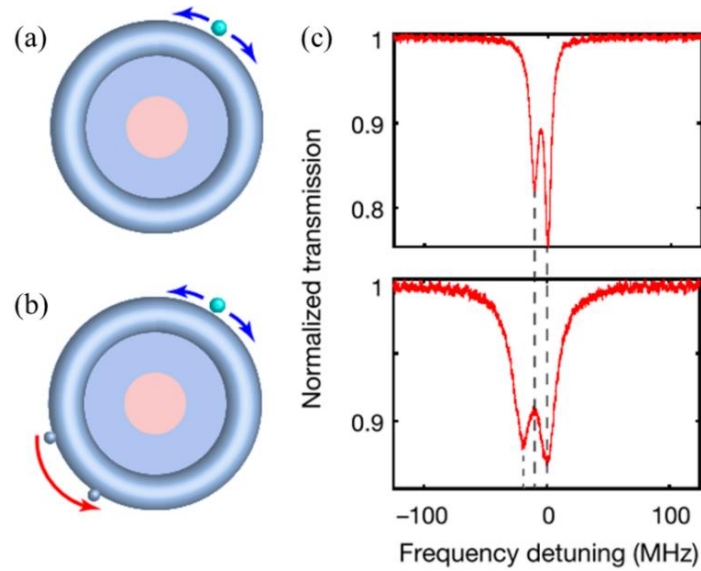 (a)
(b)
(c)
Normalized transmission
1
0.9
0.8
1
0.9
−100
0
100
Frequency detuning (MHz)